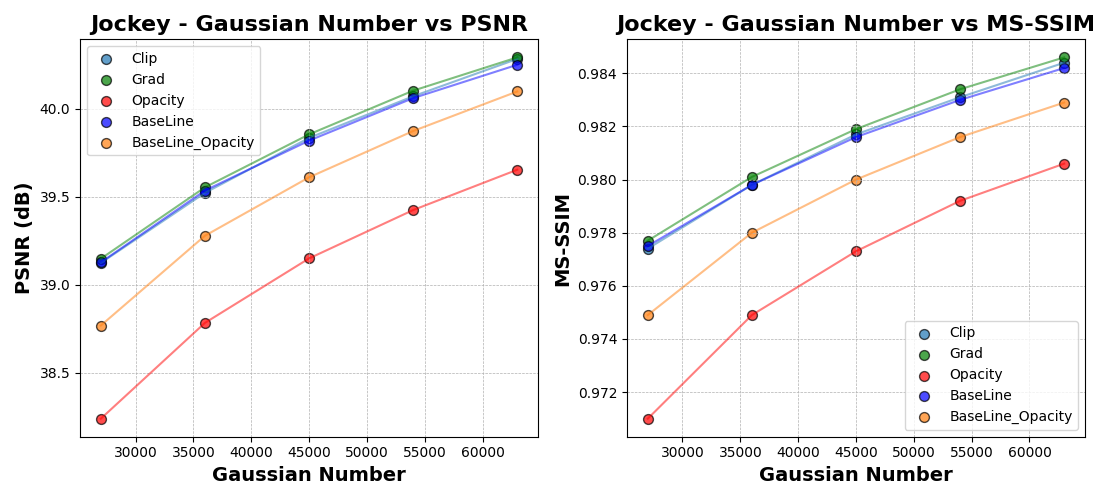 Jockey - Gaussian Number vs PSNR
Clip
Grad
Opacity
BaseLine
BaseLine_Opacity
40.0
39.5
39.0
38.5
PSNR (dB)
30000 35000 40000 45000 50000 55000 60000
Gaussian Number
Jockey - Gaussian Number vs MS-SSIM
0.984
0.982
0.980
0.978
0.976
0.974
0.972
MS-SSIM
Clip
Grad
Opacity
BaseLine
BaseLine_Opacity
30000 35000 40000 45000 50000 55000 60000
Gaussian Number